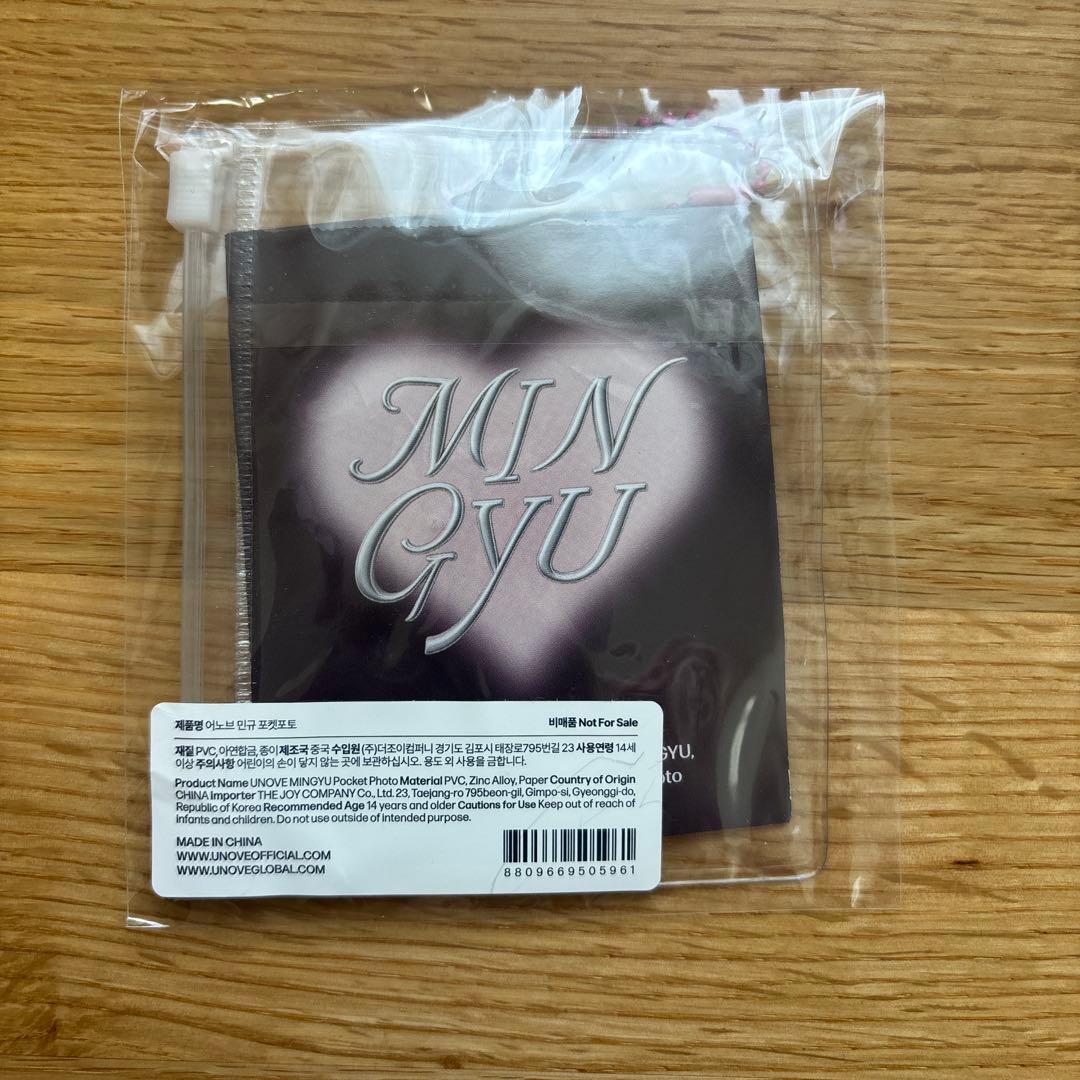 MIN
GYU
GYU,
oto
제품명 어노브 민규 포켓포토
비매품 Not For Sale
재질 PVC, 아연합금, 종이 제조국 중국 수입원 (주)더조이컴퍼니 경기도 김포시 태장로795번길 23 사용연령 14세
이상 주의사항 어린이의 손이 닿지 않는 곳에 보관하십시오. 용도 외 사용을 금합니다.
Product Name UNOVE MINGYU Pocket Photo Material PVC, Zinc Alloy, Paper Country of Origin
CHINA Importer THE JOY COMPANY Co., Ltd. 23, Taejang-ro 795beon-gil, Gimpo-si, Gyeonggi-do,
Republic of Korea Recommended Age 14 years and older Cautions for Use Keep out of reach of
infants and children. Do not use outside of intended purpose.
MADE IN CHINA
WWW.UNOVEOFFICIAL.COM
WWW.UNOVEGLOBAL.COM
8809669505961